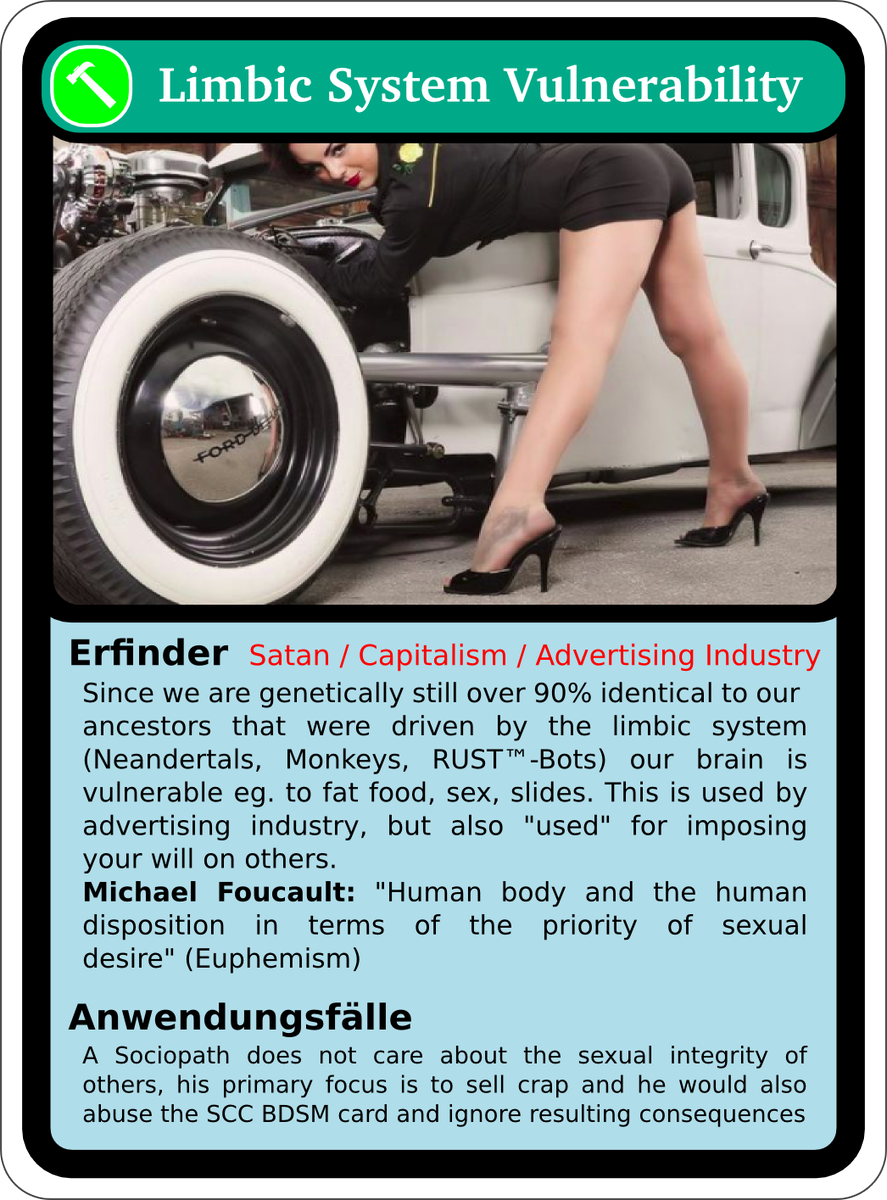 Limbic System Vulnerability
FORD DELUXE
Erfinder Satan / Capitalism / Advertising Industry
Since we are genetically still over 90% identical to our
ancestors that were driven by the limbic system
(Neandertals, Monkeys, RUST™-Bots) our brain is
vulnerable eg. to fat food, sex, slides. This is used by
advertising industry, but also "used" for imposing
your will on others.
Michael Foucault: "Human body and the human
disposition in terms of the priority of sexual
desire" (Euphemism)
Anwendungsfälle
A Sociopath does not care about the sexual integrity of
others, his primary focus is to sell crap and he would also
abuse the SCC BDSM card and ignore resulting consequences